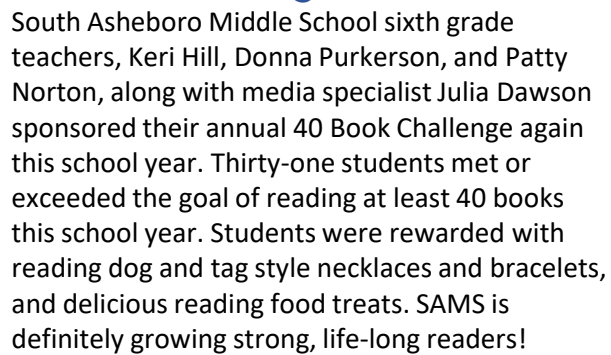 South Asheboro Middle School sixth grade
teachers, Keri Hill, Donna Purkerson, and Patty
Norton, along with media specialist Julia Dawson
sponsored their annual 40 Book Challenge again
this school year. Thirty-one students met or
exceeded the goal of reading at least 40 books
this school year. Students were rewarded with
reading dog and tag style necklaces and bracelets,
and delicious reading food treats. SAMS is
definitely growing strong, life-long readers!